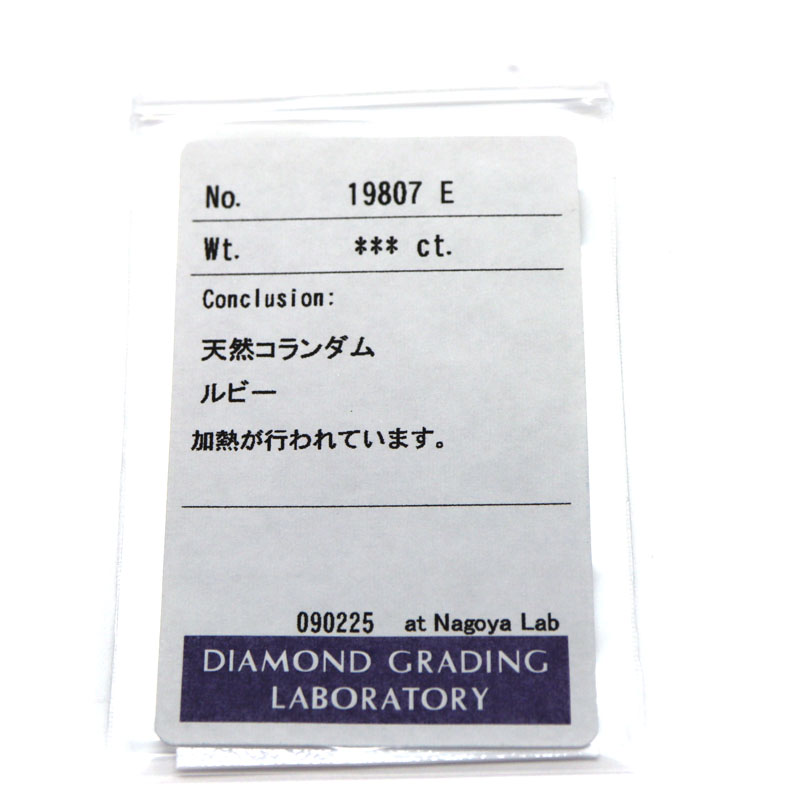 No. 19807 E
Wt. *** ct.
Conclusion:
天然コランダム
ルビー
加熱が行われています。
090225 at Nagoya Lab
DIAMOND GRADING
LABORATORY